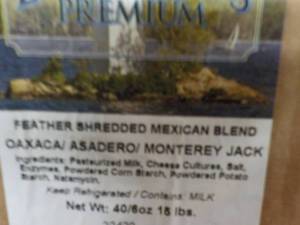 PREMIUM
FEATHER SHREDDED MEXICAN BLEND
OAXACA/ ASADERO/ MONTEREY JACK
Ingredients: Pasteurized Milk, Cheese Cultures, Salt,
Enzymes, Powdered Corn Starch, Powdered Potato
Starch, Natamycin.
Keep Refrigerated / Contains: MILK
Net Wt: 40/6oz 15 lbs.